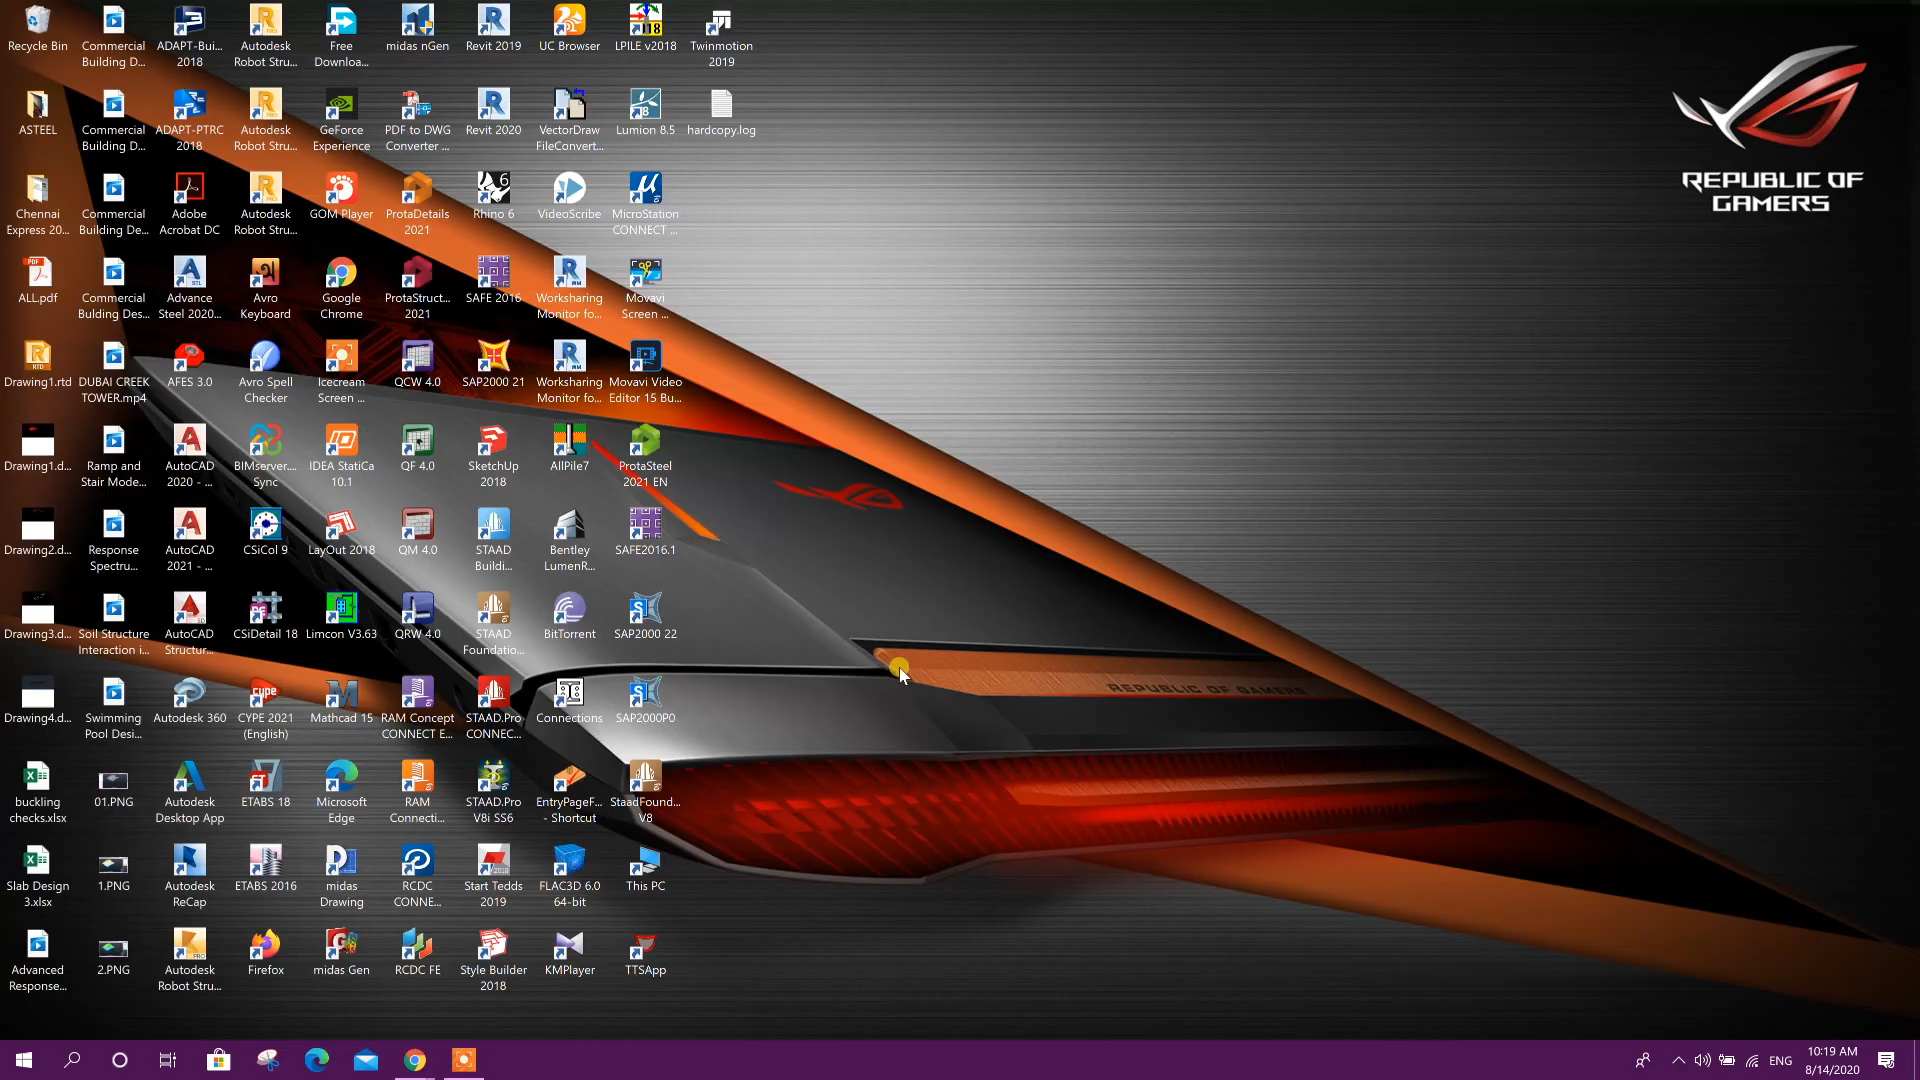 Recycle Bin
Commercial
Building D...
ADAPT-Bui...
2018
Autodesk
Robot Stru...
Free
Downloa...
midas nGen
Revit 2019
UC Browser
LPILE v2018
Twinmotion
2019
ASTEEL
Commercial
Building D...
ADAPT-PTRC
2018
Autodesk
Robot Stru...
GeForce
Experience
PDF to DWG
Converter ...
Revit 2020
VectorDraw
FileConvert...
Lumion 8.5
hardcopy.log
Chennai
Express 20...
Commercial
Building De...
Adobe
Acrobat DC
Autodesk
Robot Stru...
GOM Player
ProtaDetails
2021
Rhino 6
VideoScribe
MicroStation
CONNECT ...
ALL.pdf
Commercial
Bulding Des...
Advance
Steel 2020...
Avro
Keyboard
Google
Chrome
ProtaStruct...
2021
SAFE 2016
Worksharing
Monitor fo...
Movavi
Screen ...
Drawing1.rtd
DUBAI CREEK
TOWER.mp4
AFES 3.0
Avro Spell
Checker
Icecream
Screen ...
QCW 4.0
SAP2000 21
Worksharing
Monitor fo...
Movavi Video
Editor 15 Bu...
Drawing1.d...
Ramp and
Stair Mode...
AutoCAD
2020 - ...
BIMserver....
Sync
IDEA StatiCa
10.1
QF 4.0
SketchUp
2018
AllPile7
ProtaSteel
2021 EN
Drawing2.d...
Response
Spectru...
AutoCAD
2021 - ...
CSiCol 9
LayOut 2018
QM 4.0
STAAD
Buildi...
Bentley
LumenR...
SAFE2016.1
Drawing3.d...
Soil Structure
Interaction i...
AutoCAD
Structur...
CSiDetail 18
Limcon V3.63
QRW 4.0
STAAD
Foundatio...
BitTorrent
SAP2000 22
Drawing4.d...
Swimming
Pool Desi...
Autodesk 360
CYPE 2021
(English)
Mathcad 15
RAM Concept
CONNECT E...
STAAD.Pro
CONNEC...
Connections
SAP2000P0
buckling
checks.xlsx
01.PNG
Autodesk
Desktop App
ETABS 18
Microsoft
Edge
RAM
Connecti...
STAAD.Pro
V8i SS6
EntryPageF...
- Shortcut
StaadFound...
V8
Slab Design
3.xlsx
1.PNG
Autodesk
ReCap
ETABS 2016
midas
Drawing
RCDC
CONNE...
Start Tedds
2019
FLAC3D 6.0
64-bit
This PC
Advanced
Response...
2.PNG
Autodesk
Robot Stru...
Firefox
midas Gen
RCDC FE
Style Builder
2018
KMPlayer
TTSApp
REPUBLIC OF
GAMERS
REPUBLIC OF GAMERS
ENG
10:19 AM
8/14/2020